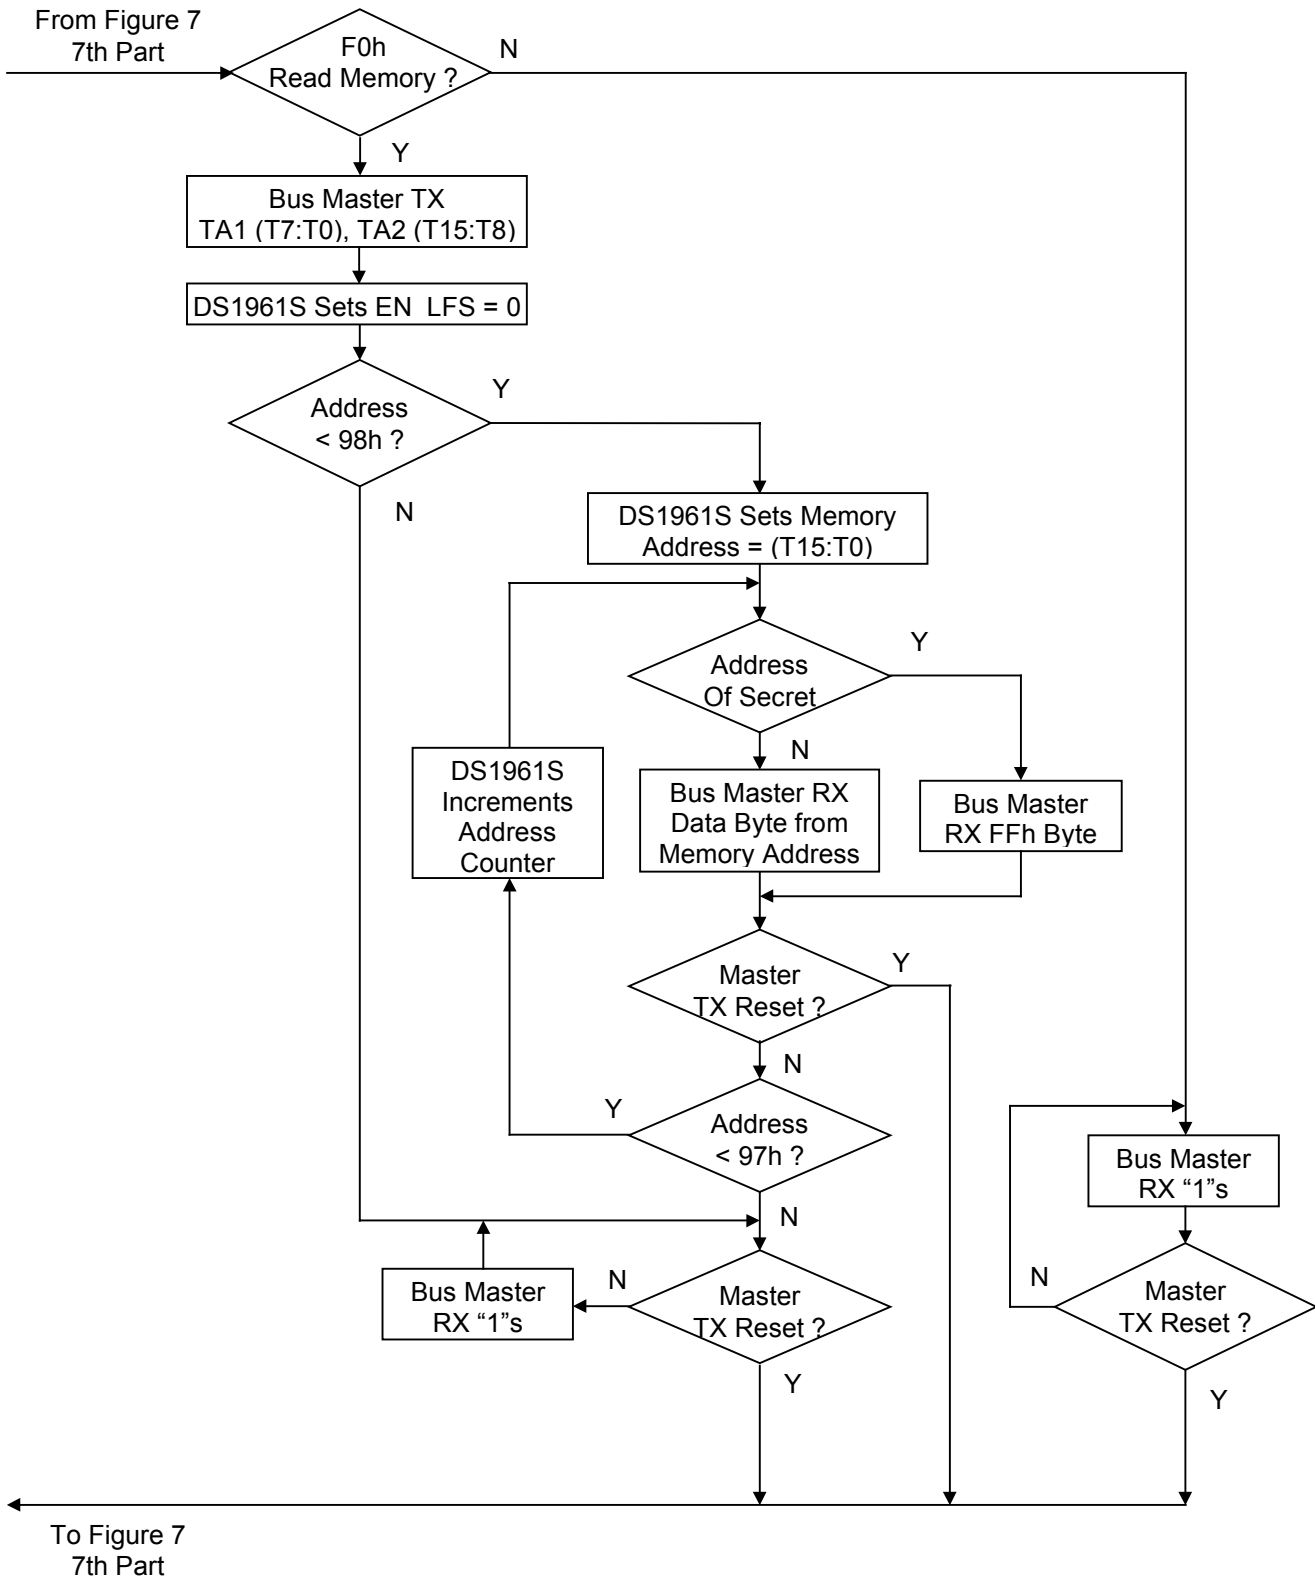 From Figure 7
7th Part
F0h
Read Memory ?
N
Y
Bus Master TX
TA1 (T7:T0), TA2 (T15:T8)
DS1961S Sets EN LFS = 0
Address
< 98h ?
Y
N
DS1961S Sets Memory
Address = (T15:T0)
Address
Of Secret
Y
N
DS1961S
Increments
Address
Counter
Bus Master RX
Data Byte from
Memory Address
Bus Master
RX FFh Byte
Master
TX Reset ?
Y
N
Address
< 97h ?
Y
N
Bus Master
RX “1”s
Master
TX Reset ?
N
Y
Bus Master
RX “1”s
Master
TX Reset ?
N
Y
To Figure 7
7th Part